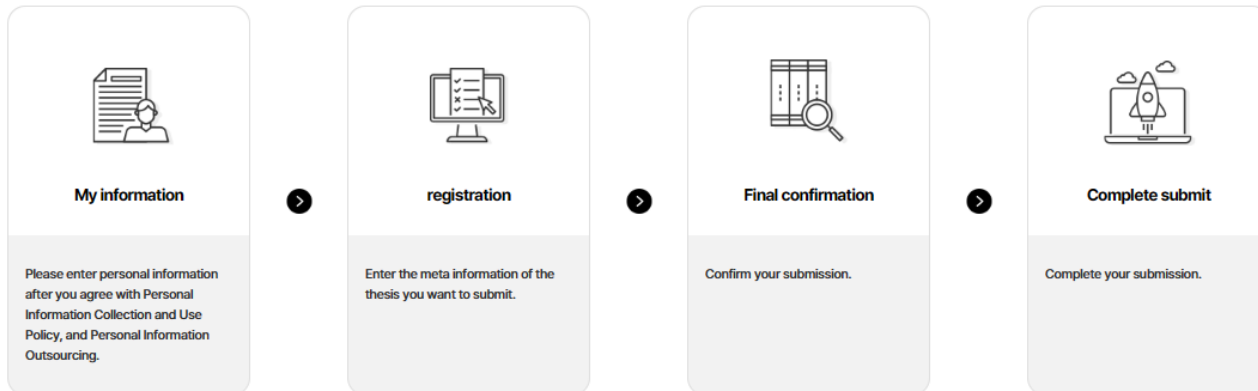 My information
Please enter personal information
after you agree with Personal
Information Collection and Use
Policy, and Personal Information
Outsourcing.
registration
Enter the meta information of the
thesis you want to submit.
Final confirmation
Confirm your submission.
Complete submit
Complete your submission.